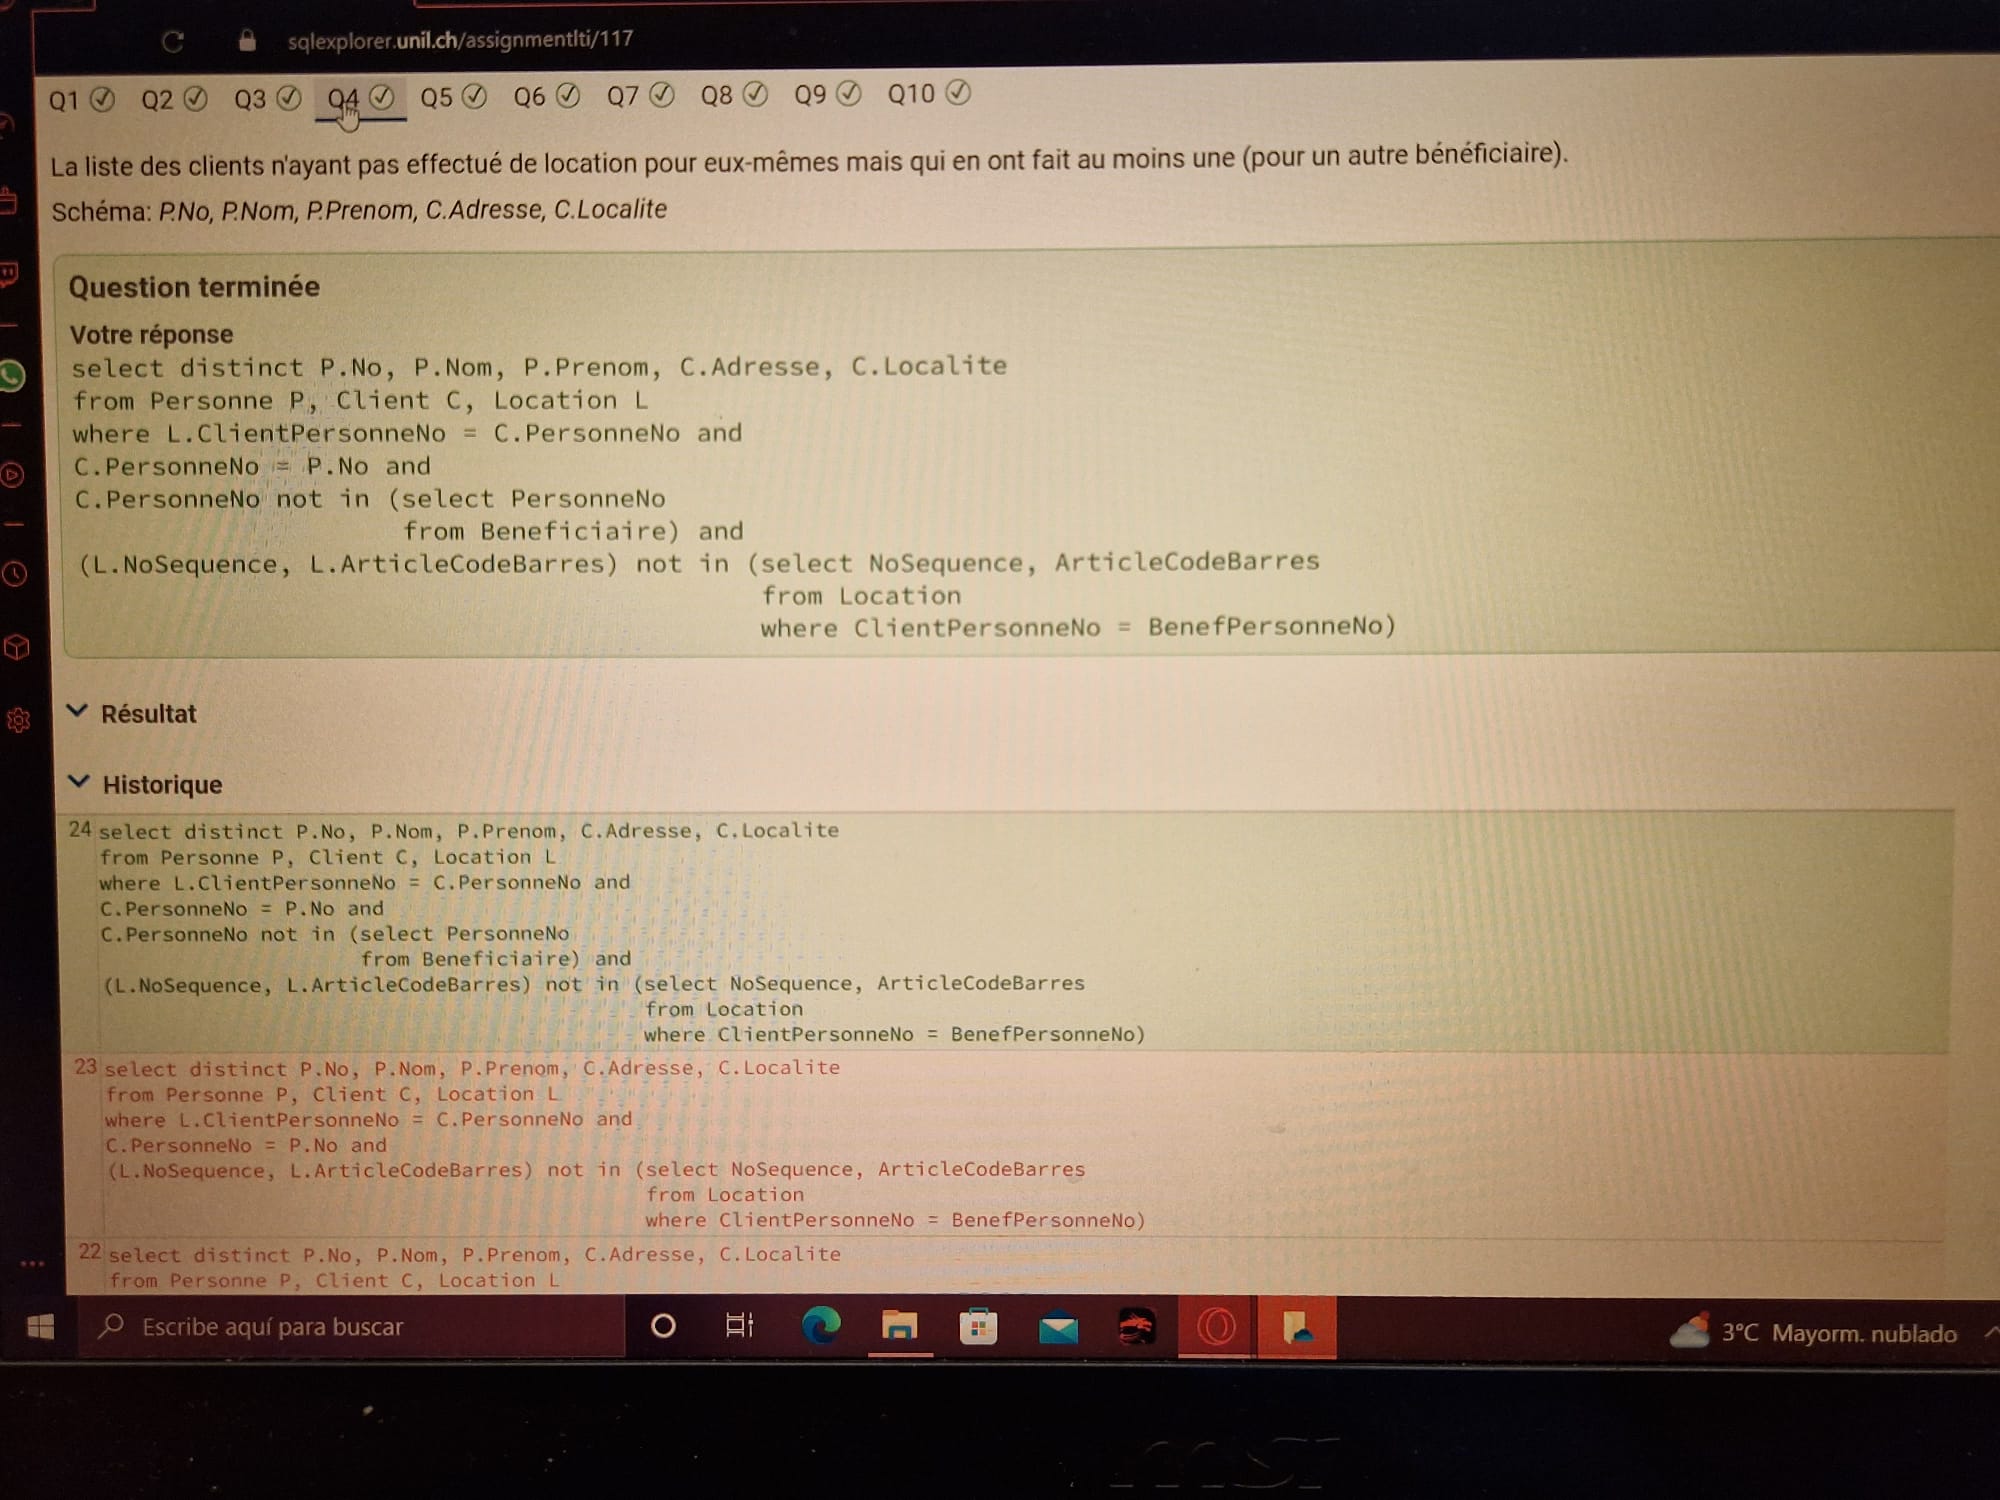 sqlexplorer.unil.ch/assignmentlti/117
Q1 Q2 Q3 Q4 Q5 Q6 Q7 Q8 Q9 Q10
La liste des clients n'ayant pas effectué de location pour eux-mêmes mais qui en ont fait au moins une (pour un autre bénéficiaire).
Schéma: P.No, P.Nom, P.Prenom, C.Adresse, C.Localite
Question terminée
Votre réponse
select distinct P.No, P.Nom, P.Prenom, C.Adresse, C.Localite
from Personne P, Client C, Location L
where L.ClientPersonneNo = C.PersonneNo and
C.PersonneNo = P.No and
C.PersonneNo not in (select PersonneNo
from Beneficiaire) and
(L.NoSequence, L.ArticleCodeBarres) not in (select NoSequence, ArticleCodeBarres
from Location
where ClientPersonneNo = BenefPersonneNo)
Résultat
Historique
24 select distinct P.No, P.Nom, P.Prenom, C.Adresse, C.Localite
from Personne P, Client C, Location L
where L.ClientPersonneNo = C.PersonneNo and
C.PersonneNo = P.No and
C.PersonneNo not in (select PersonneNo
from Beneficiaire) and
(L.NoSequence, L.ArticleCodeBarres) not in (select NoSequence, ArticleCodeBarres
from Location
where ClientPersonneNo = BenefPersonneNo)
23 select distinct P.No, P.Nom, P.Prenom, C.Adresse, C.Localite
from Personne P, Client C, Location L
where L.ClientPersonneNo = C.PersonneNo and
C.PersonneNo = P.No and
(L.NoSequence, L.ArticleCodeBarres) not in (select NoSequence, ArticleCodeBarres
from Location
where ClientPersonneNo = BenefPersonneNo)
22 select distinct P.No, P.Nom, P.Prenom, C.Adresse, C.Localite
from Personne P, Client C, Location L
Escribe aquí para buscar
3°C Mayorm. nublado
msi